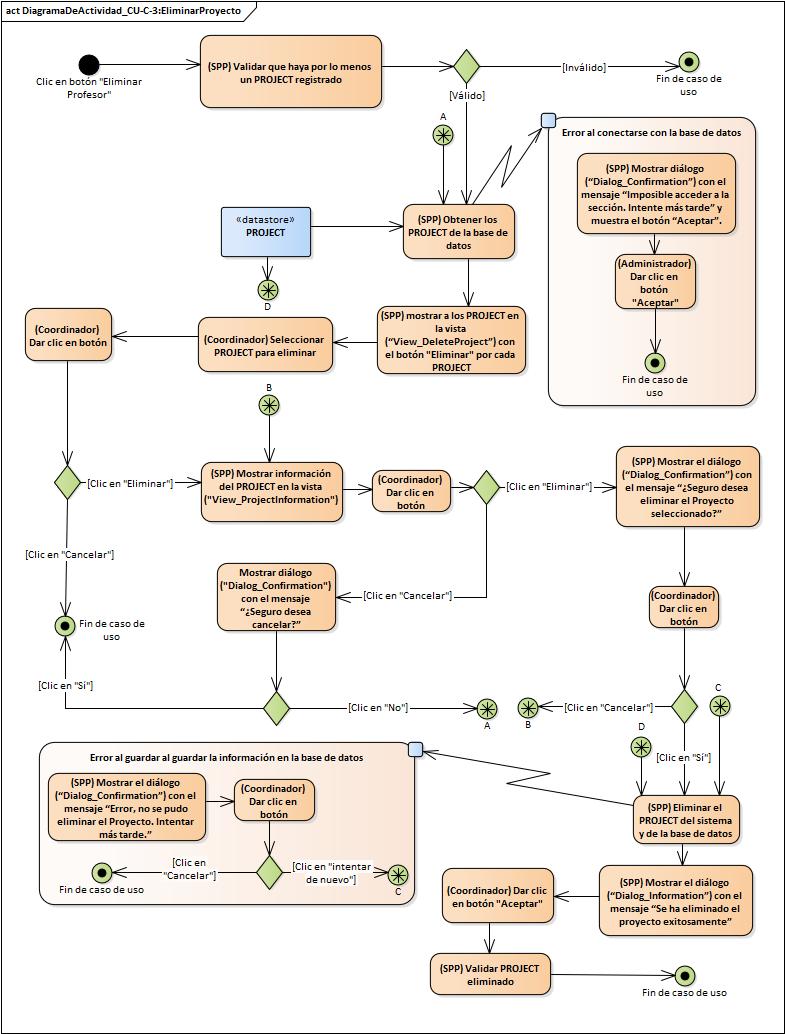 act DiagramaDeActividad_CU-C-3:EliminarProyecto
Clic en botón "Eliminar
Profesor"
(SPP) Validar que haya por lo menos
un PROJECT registrado
[Inválido]
Fin de caso de
uso
[Válido]
A
Error al conectarse con la base de datos
(SPP) Mostrar diálogo
(“Dialog_Confirmation”) con el
mensaje “Imposible acceder a la
sección. Intente más tarde” y
muestra el botón “Aceptar”.
(Administrador)
Dar clic en
botón
"Aceptar"
Fin de caso de
uso
«datastore»
PROJECT
D
(SPP) Obtener los
PROJECT de la base de
datos
(SPP) mostrar a los PROJECT en
la vista
(“View_DeleteProject”) con
el botón "Eliminar" por cada
PROJECT
(Coordinador) Seleccionar
PROJECT para eliminar
(Coordinador)
Dar clic en botón
B
[Clic en "Eliminar"]
(SPP) Mostrar información
del PROJECT en la vista
("View_ProjectInformation")
(Coordinador)
Dar clic en
botón
[Clic en "Eliminar"]
(SPP) Mostrar el diálogo
(“Dialog_Confirmation”) con
el mensaje “¿Seguro desea
eliminar el Proyecto
seleccionado?”
[Clic en "Cancelar"]
Mostrar diálogo
("Dialog_Confirmation")
con el mensaje
“¿Seguro desea
cancelar?”
[Clic en "Cancelar"]
(Coordinador)
Dar clic en
botón
Fin de caso de
uso
[Clic en "Sí"]
[Clic en "No"]
A
B
[Clic en "Cancelar"]
C
D
[Clic en "Sí"]
Error al guardar al guardar la información en la base de datos
(SPP) Mostrar el diálogo
(“Dialog_Confirmation”) con el
mensaje “Error, no se pudo
eliminar el Proyecto. Intentar
más tarde.”
(Coordinador)
Dar clic en
botón
[Clic en
"Cancelar"]
[Clic en "intentar
de nuevo"]
Fin de caso de uso
C
(SPP) Eliminar el
PROJECT del sistema
y de la base de datos
(SPP) Mostrar el diálogo
(“Dialog_Information”) con el
mensaje “Se ha eliminado el
proyecto exitosamente”
(Coordinador) Dar clic
en botón "Aceptar"
(SPP) Validar PROJECT
eliminado
Fin de caso de uso